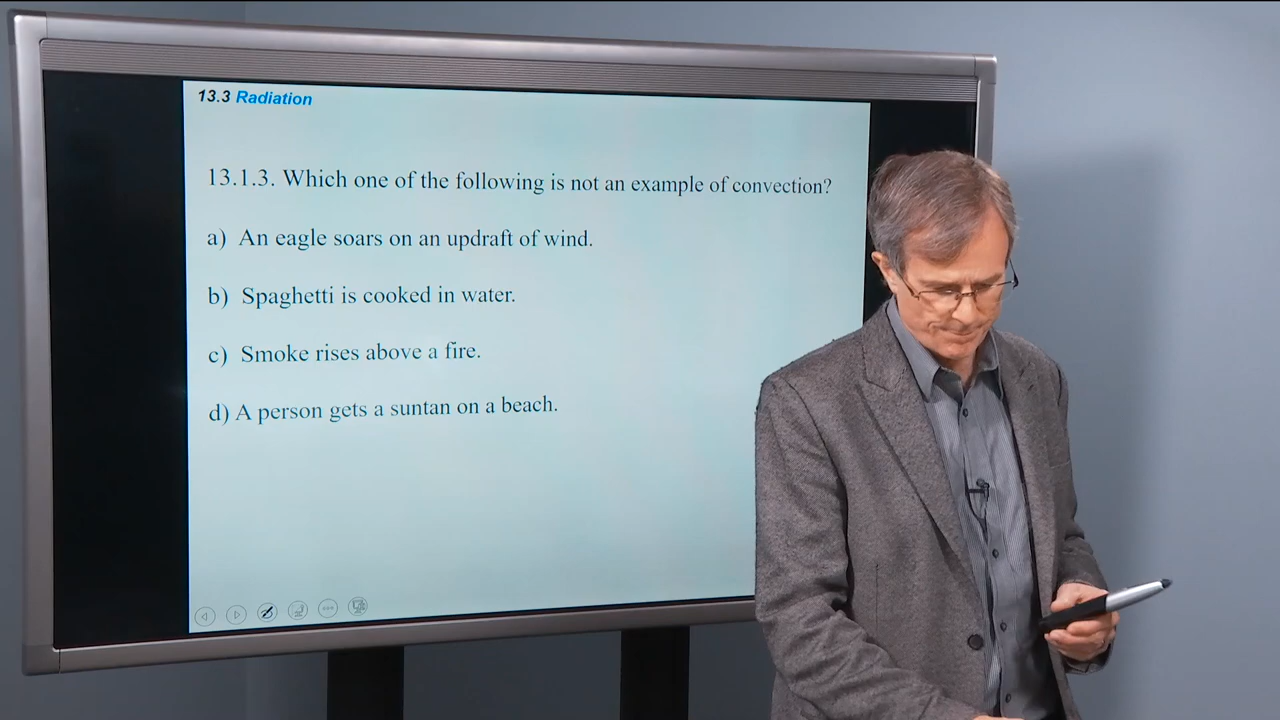 13.3 Radiation
13.1.3. Which one of the following is not an example of convection?
a) An eagle soars on an updraft of wind.
b) Spaghetti is cooked in water.
c) Smoke rises above a fire.
d) A person gets a suntan on a beach.